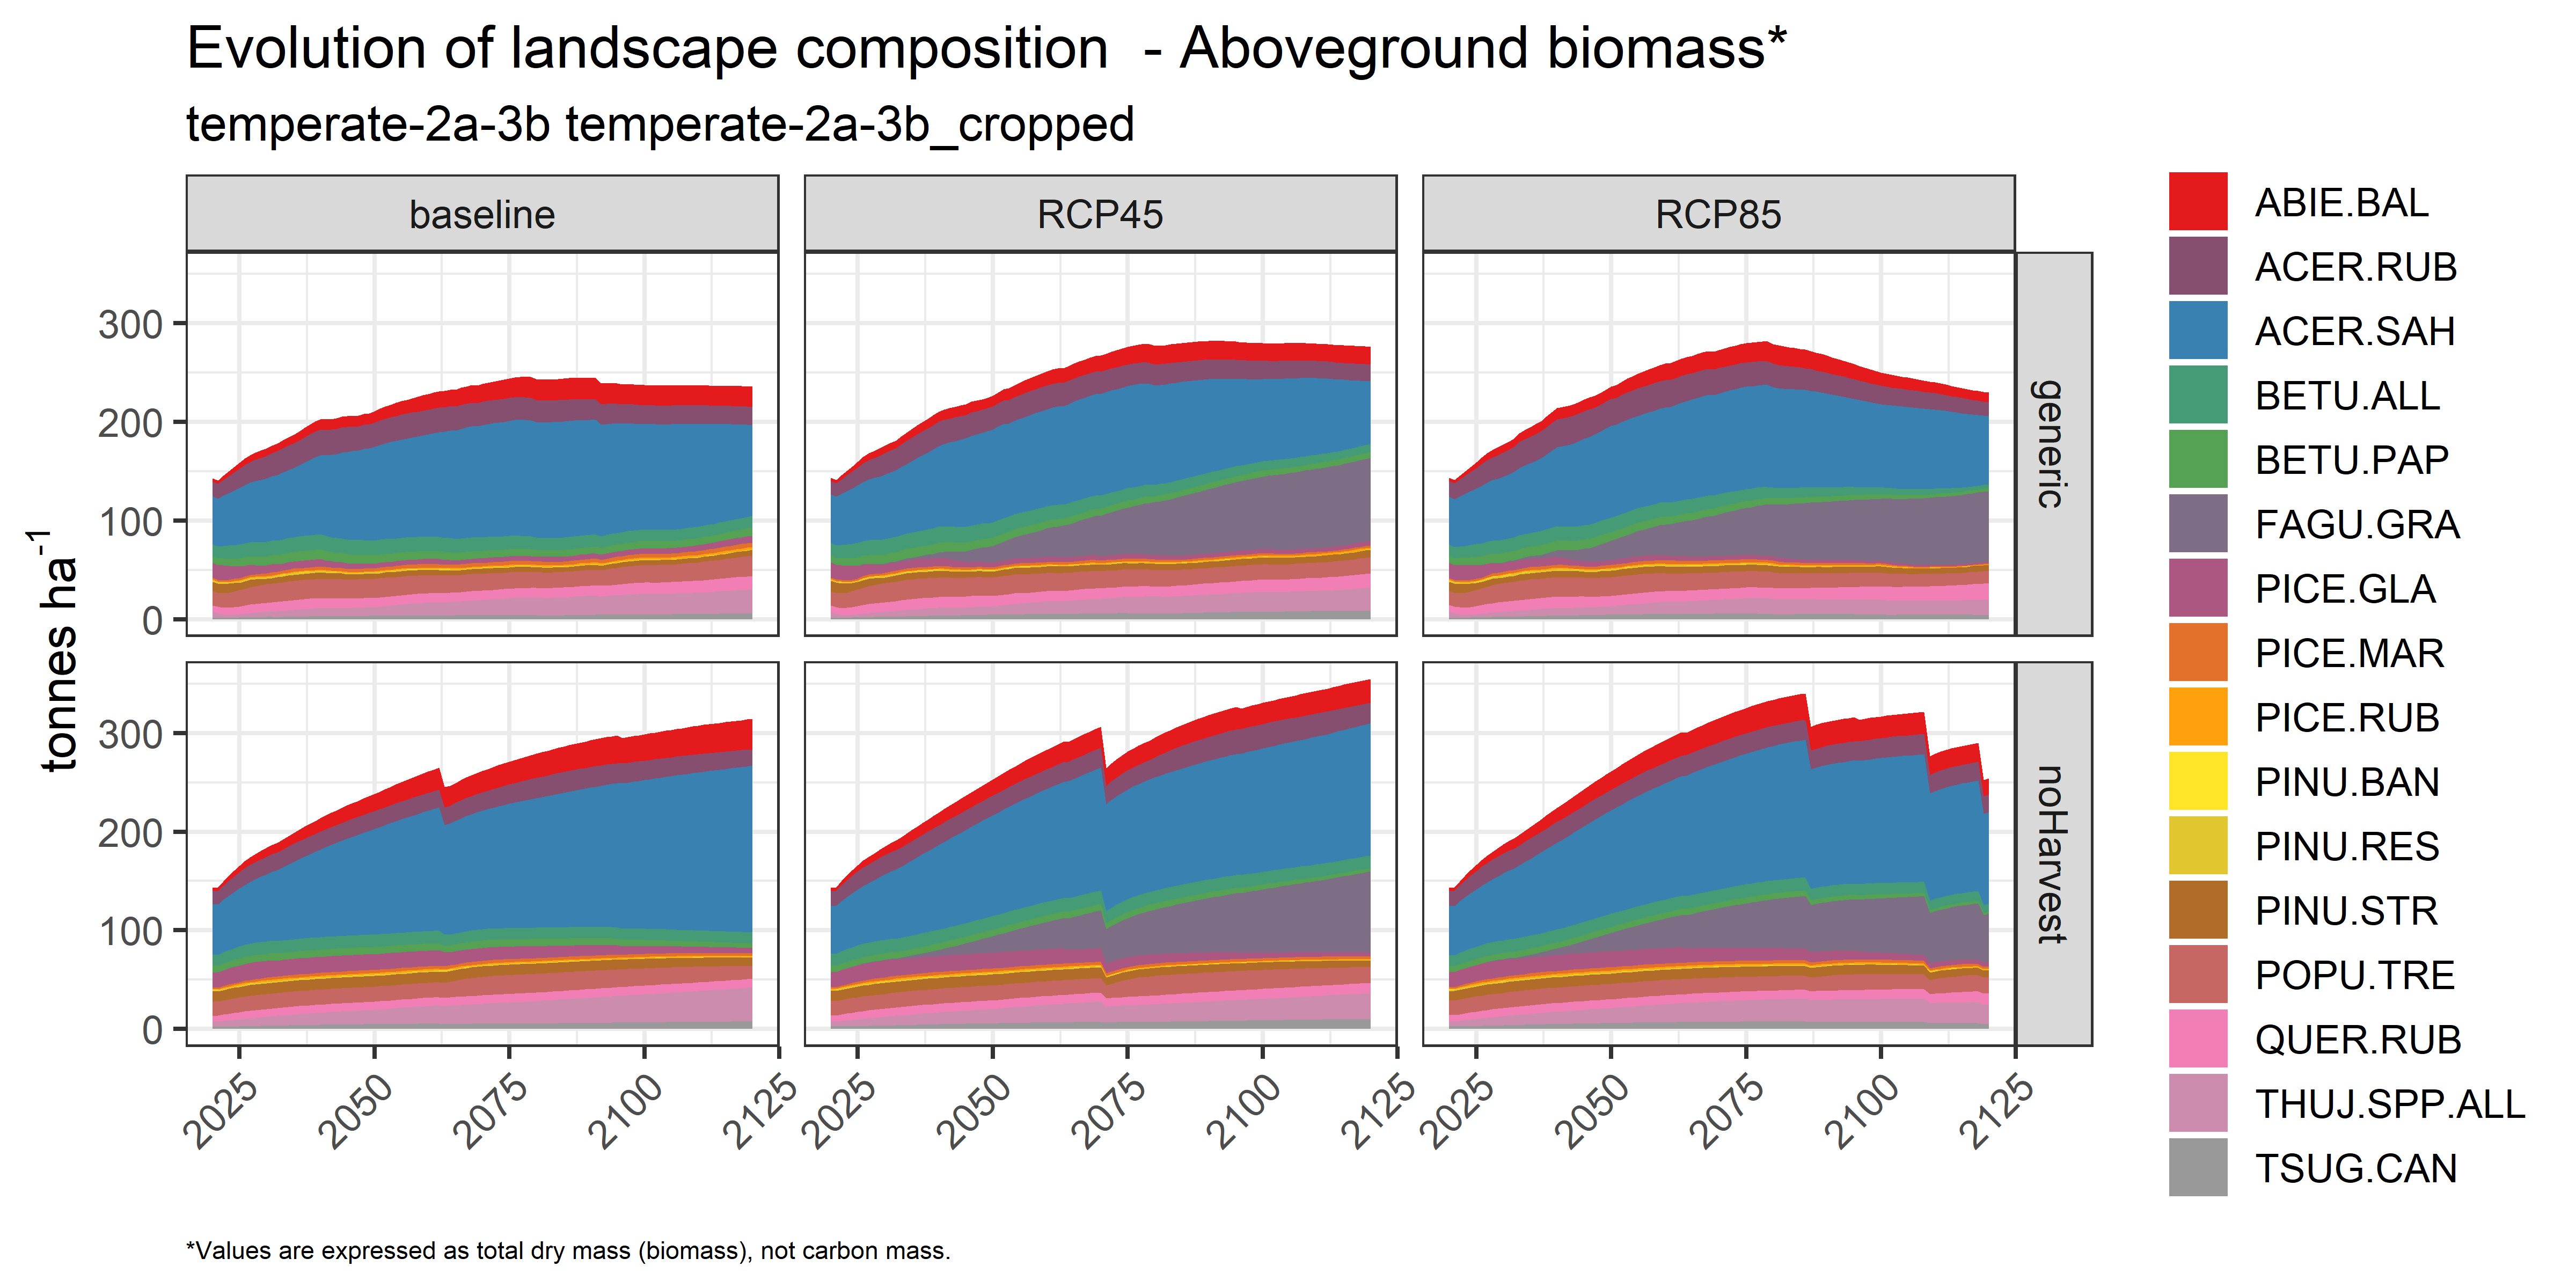 Evolution of landscape composition  - Aboveground biomass*
temperate-2a-3b temperate-2a-3b_cropped
baseline
RCP45
RCP85
tonnes ha-1
300
200
100
0
generic
300
200
100
0
noHarvest
2025
2050
2075
2100
2125
2025
2050
2075
2100
2125
2025
2050
2075
2100
2125
ABIE.BAL
ACER.RUB
ACER.SAH
BETU.ALL
BETU.PAP
FAGU.GRA
PICE.GLA
PICE.MAR
PICE.RUB
PINU.BAN
PINU.RES
PINU.STR
POPU.TRE
QUER.RUB
THUJ.SPP.ALL
TSUG.CAN
*Values are expressed as total dry mass (biomass), not carbon mass.